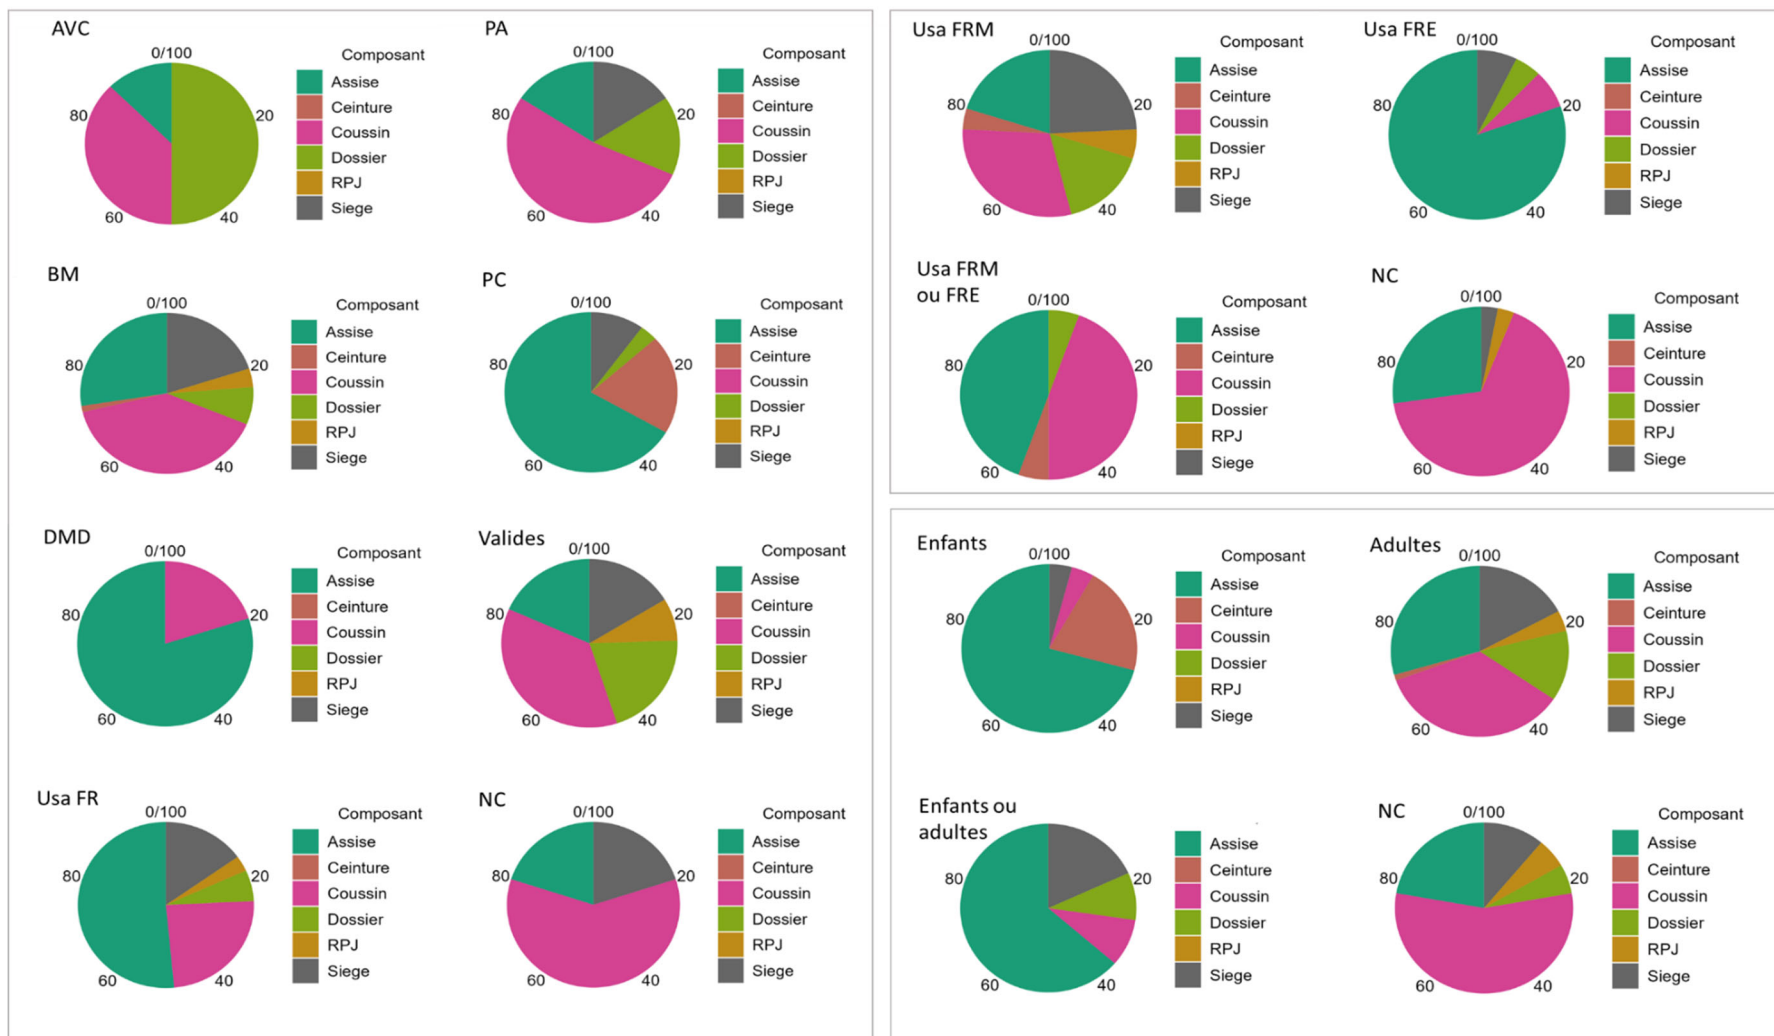 AVC
0/100
20
40
60
80
Composant
Assise
Ceinture
Coussin
Dossier
RPJ
Siege
PA
0/100
20
40
60
80
Composant
Assise
Ceinture
Coussin
Dossier
RPJ
Siege
BM
0/100
20
40
60
80
Composant
Assise
Ceinture
Coussin
Dossier
RPJ
Siege
PC
0/100
20
40
60
80
Composant
Assise
Ceinture
Coussin
Dossier
RPJ
Siege
DMD
0/100
20
40
60
80
Composant
Assise
Ceinture
Coussin
Dossier
RPJ
Siege
Valides
0/100
20
40
60
80
Composant
Assise
Ceinture
Coussin
Dossier
RPJ
Siege
Usa FR
0/100
20
40
60
80
Composant
Assise
Ceinture
Coussin
Dossier
RPJ
Siege
NC
0/100
20
40
60
80
Composant
Assise
Ceinture
Coussin
Dossier
RPJ
Siege
Usa FRM
0/100
20
40
60
80
Composant
Assise
Ceinture
Coussin
Dossier
RPJ
Siege
Usa FRE
0/100
20
40
60
80
Composant
Assise
Ceinture
Coussin
Dossier
RPJ
Siege
Usa FRM
ou FRE
0/100
20
40
60
80
Composant
Assise
Ceinture
Coussin
Dossier
RPJ
Siege
NC
0/100
20
40
60
80
Composant
Assise
Ceinture
Coussin
Dossier
RPJ
Siege
Enfants
0/100
20
40
60
80
Composant
Assise
Ceinture
Coussin
Dossier
RPJ
Siege
Adultes
0/100
20
40
60
80
Composant
Assise
Ceinture
Coussin
Dossier
RPJ
Siege
Enfants ou
adultes
20
40
60
80
Assise
Ceinture
Coussin
Dossier
RPJ
Siege
NC
0/100
20
40
60
80
Composant
Assise
Ceinture
Coussin
Dossier
RPJ
Siege